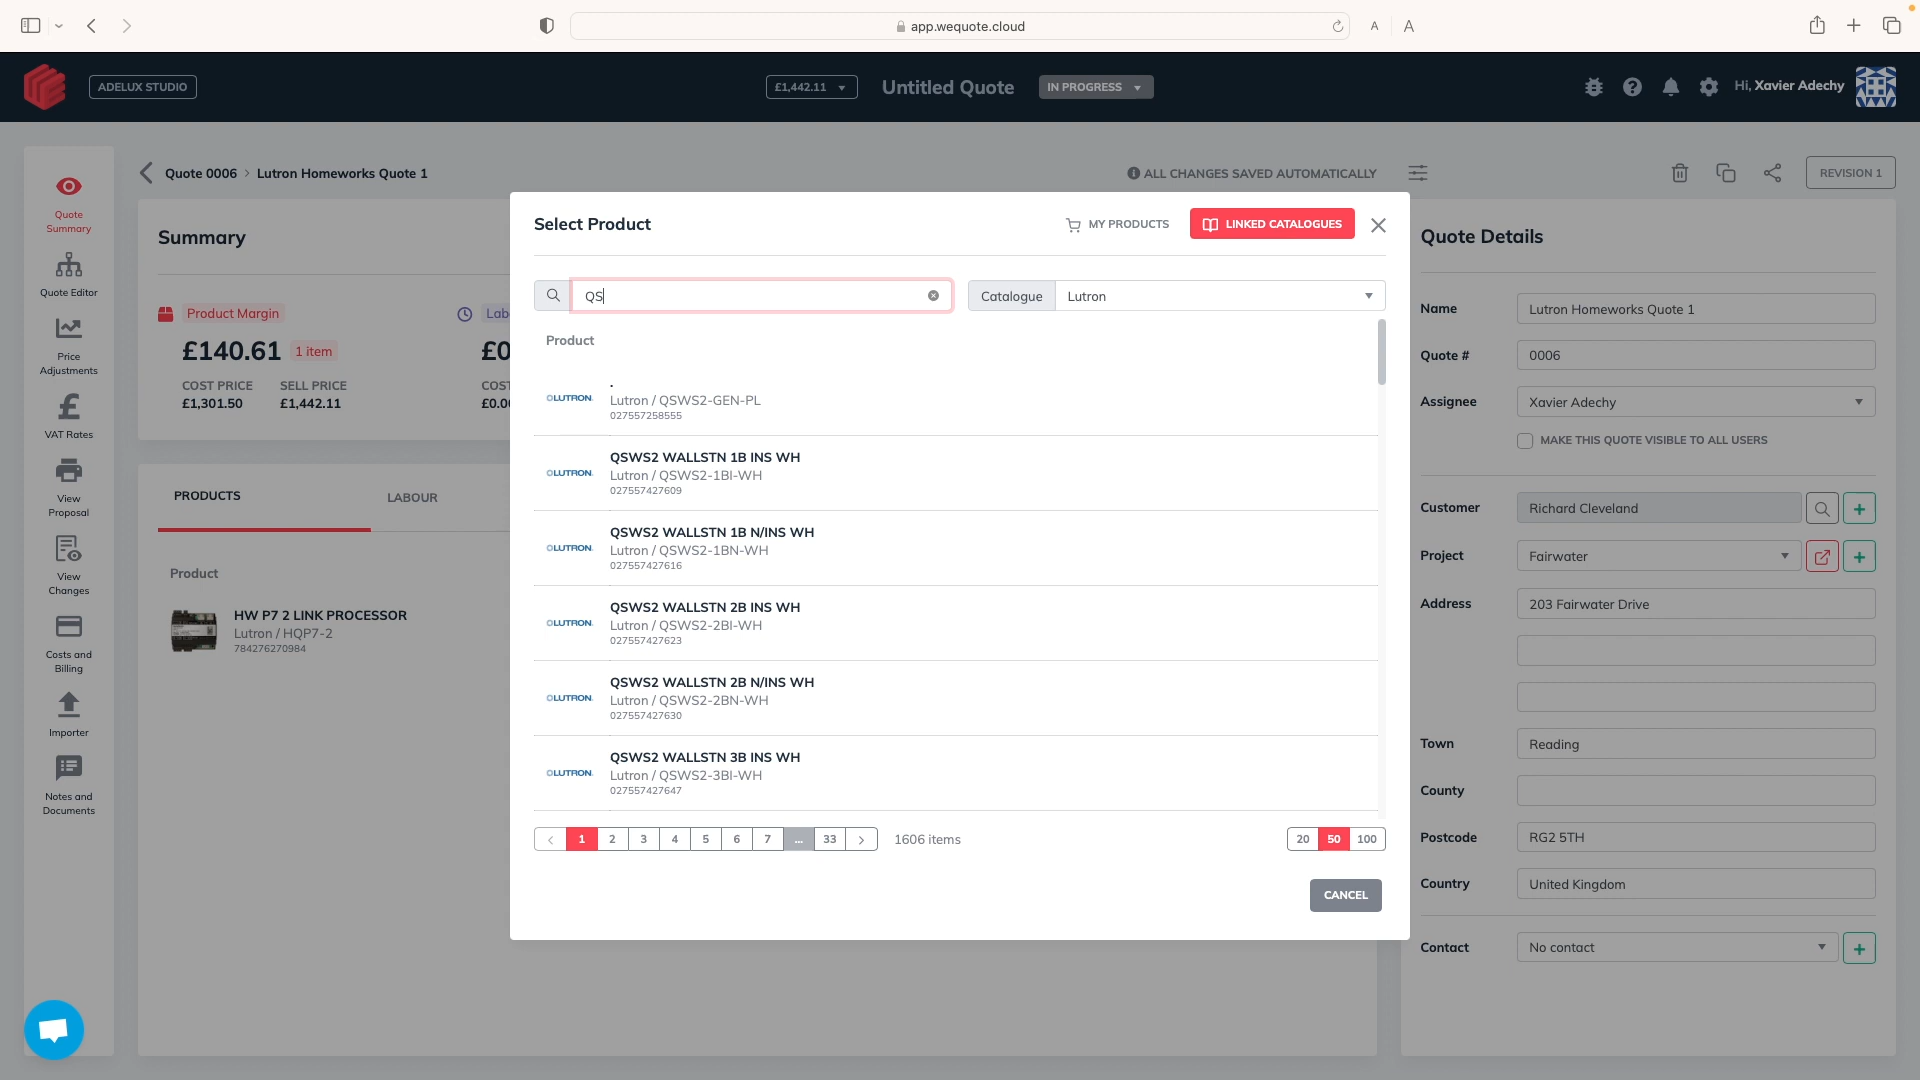 app.wequote.cloud
A
A
ADELUX STUDIO
£1,442.11
Untitled Quote
IN PROGRESS
Hi, Xavier Adechy
Quote 0006 > Lutron Homeworks Quote 1
ALL CHANGES SAVED AUTOMATICALLY
REVISION 1
Quote
Summary
Quote Editor
Price
Adjustments
VAT Rates
View
Proposal
View
Changes
Costs and
Billing
Importer
Notes and
Documents
Summary
Product Margin
£140.61
1 item
COST PRICE
SELL PRICE
£1,301.50
£1,442.11
PRODUCTS
LABOUR
Product
HW P7 2 LINK PROCESSOR
Lutron / HQP7-2
784276270984
Select Product
MY PRODUCTS
LINKED CATALOGUES
QS
Catalogue
Lutron
Product
Lutron / QSWS2-GEN-PL
027557258555
QSWS2 WALLSTN 1B INS WH
Lutron / QSWS2-1BI-WH
027557427609
QSWS2 WALLSTN 1B N/INS WH
Lutron / QSWS2-1BN-WH
027557427616
QSWS2 WALLSTN 2B INS WH
Lutron / QSWS2-2BI-WH
027557427623
QSWS2 WALLSTN 2B N/INS WH
Lutron / QSWS2-2BN-WH
027557427630
QSWS2 WALLSTN 3B INS WH
Lutron / QSWS2-3BI-WH
027557427647
LUTRON
LUTRON
LUTRON
LUTRON
LUTRON
LUTRON
< 1 2 3 4 5 6 7 ... 33 >
1606 items
20 50 100
CANCEL
Quote Details
Name
Lutron Homeworks Quote 1
Quote #
0006
Assignee
Xavier Adechy
MAKE THIS QUOTE VISIBLE TO ALL USERS
Customer
Richard Cleveland
Project
Fairwater
Address
203 Fairwater Drive
Town
Reading
County
Postcode
RG2 5TH
Country
United Kingdom
Contact
No contact